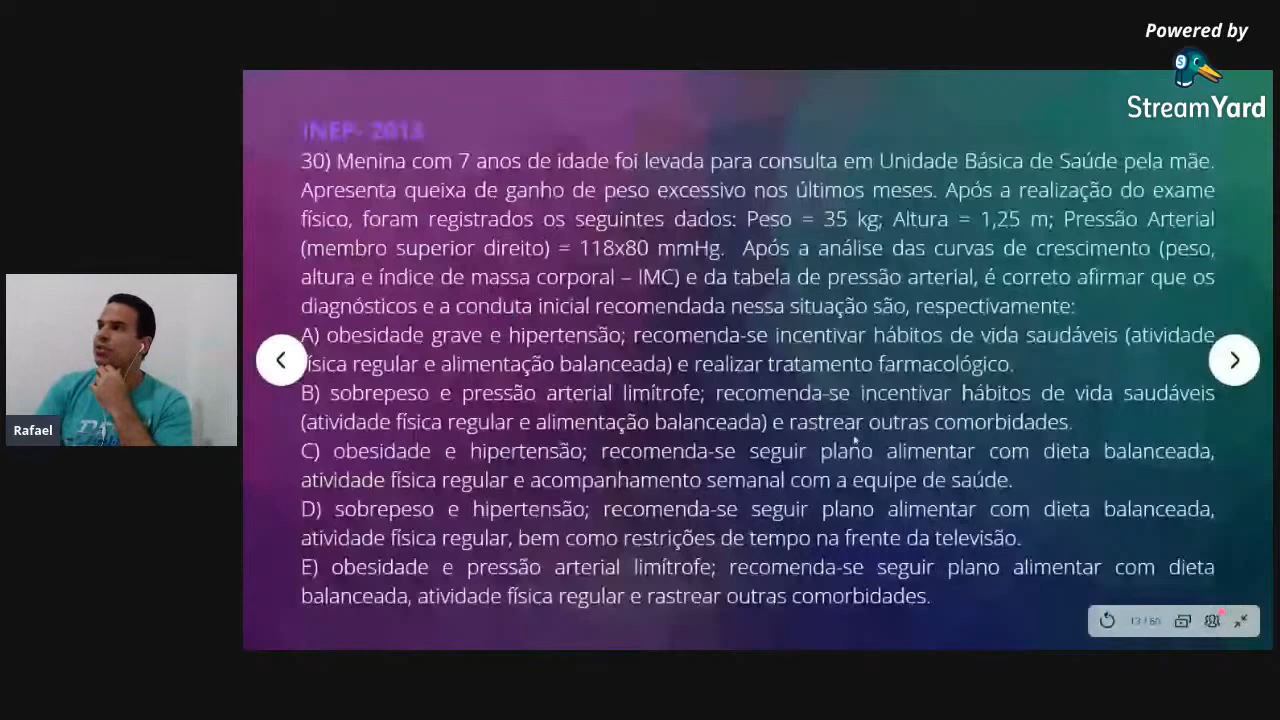 Powered by
StreamYard
INEP- 2013
30) Menina com 7 anos de idade foi levada para consulta em Unidade Básica de Saúde pela mãe.
Apresenta queixa de ganho de peso excessivo nos últimos meses. Após a realização do exame
físico, foram registrados os seguintes dados: Peso = 35 kg; Altura = 1,25 m; Pressão Arterial
(membro superior direito) = 118x80 mmHg. Após a análise das curvas de crescimento (peso,
altura e índice de massa corporal – IMC) e da tabela de pressão arterial, é correto afirmar que os
diagnósticos e a conduta inicial recomendada nessa situação são, respectivamente:
A) obesidade grave e hipertensão; recomenda-se incentivar hábitos de vida saudáveis (atividade
física regular e alimentação balanceada) e realizar tratamento farmacológico.
B) sobrepeso e pressão arterial limítrofe; recomenda-se incentivar hábitos de vida saudáveis
(atividade física regular e alimentação balanceada) e rastrear outras comorbidades.
C) obesidade e hipertensão; recomenda-se seguir plano alimentar com dieta balanceada,
atividade física regular e acompanhamento semanal com a equipe de saúde.
D) sobrepeso e hipertensão; recomenda-se seguir plano alimentar com dieta balanceada,
atividade física regular, bem como restrições de tempo na frente da televisão.
E) obesidade e pressão arterial limítrofe; recomenda-se seguir plano alimentar com dieta
balanceada, atividade física regular e rastrear outras comorbidades.
Rafael
13 / 60